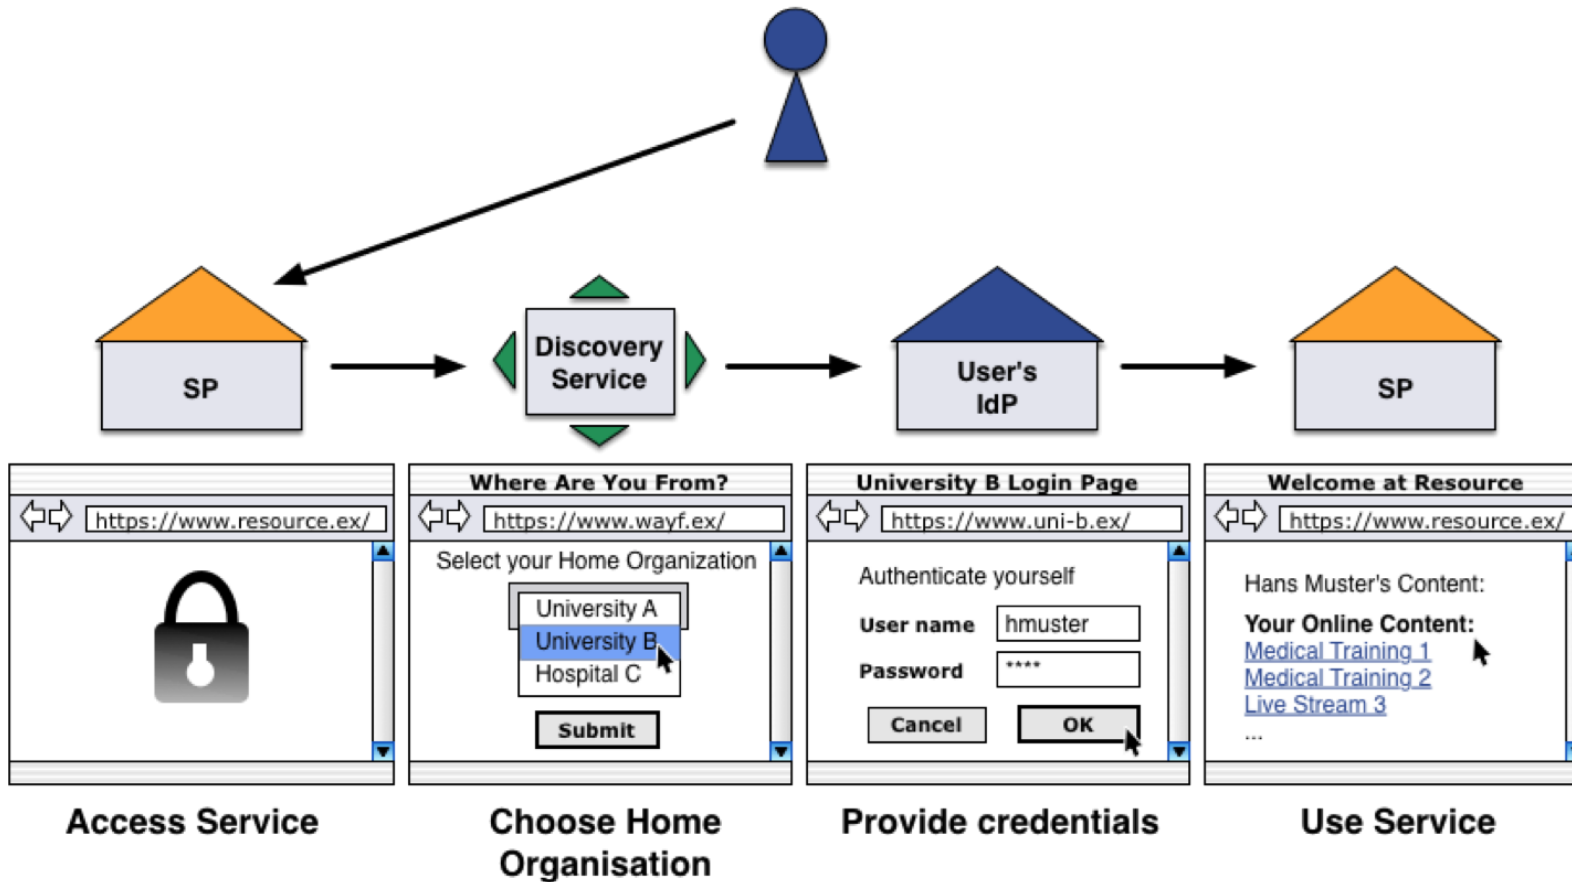 SP
Discovery
Service
User's
IdP
SP
https://www.resource.ex/
Where Are You From?
https://www.wayf.ex/
Select your Home Organization
University A
University B
Hospital C
Submit
University B Login Page
https://www.uni-b.ex/
Authenticate yourself
User name hmuster
Password ****
Cancel OK
Welcome at Resource
https://www.resource.ex/
Hans Muster's Content:
Your Online Content:
Medical Training 1
Medical Training 2
Live Stream 3
...
Access Service
Choose Home
Organisation
Provide credentials
Use Service